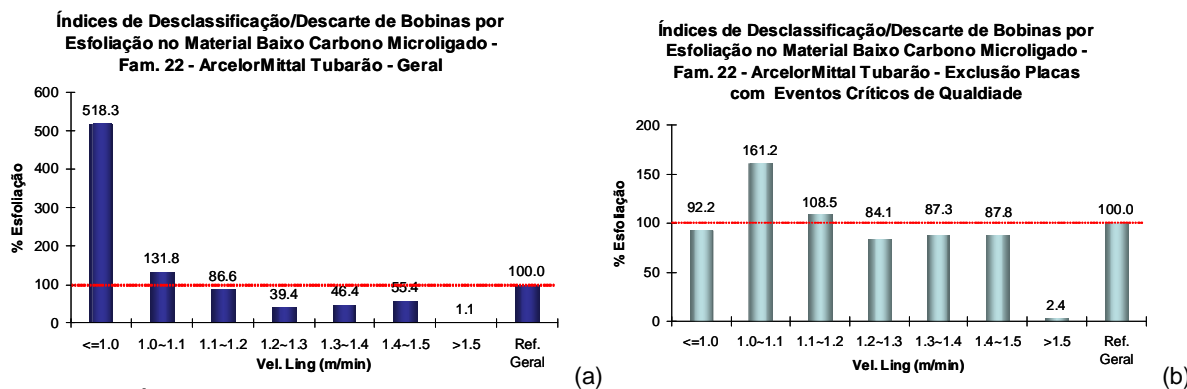 Índices de Desclassificação/Descarte de Bobinas por
Esfoliação no Material Baixo Carbono Microligado -
Fam. 22 - ArcelorMittal Tubarão - Geral
% Esfoliação
600
500
400
300
200
100
0
518.3
131.8
86.6
39.4
46.4
55.4
1.1
100.0
<=1.0
1.0~1.1
1.1~1.2
1.2~1.3
1.3~1.4
1.4~1.5
>1.5
Ref.
Geral
Vel. Ling (m/min)
(a)
Índices de Desclassificação/Descarte de Bobinas por
Esfoliação no Material Baixo Carbono Microligado -
Fam. 22 - ArcelorMittal Tubarão - Exclusão Placas
com Eventos Críticos de Qualdiade
% Esfoliação
200
150
100
50
0
92.2
161.2
108.5
84.1
87.3
87.8
2.4
100.0
<=1.0
1.0~1.1
1.1~1.2
1.2~1.3
1.3~1.4
1.4~1.5
>1.5
Ref.
Geral
Vel. Ling (m/min)
(b)